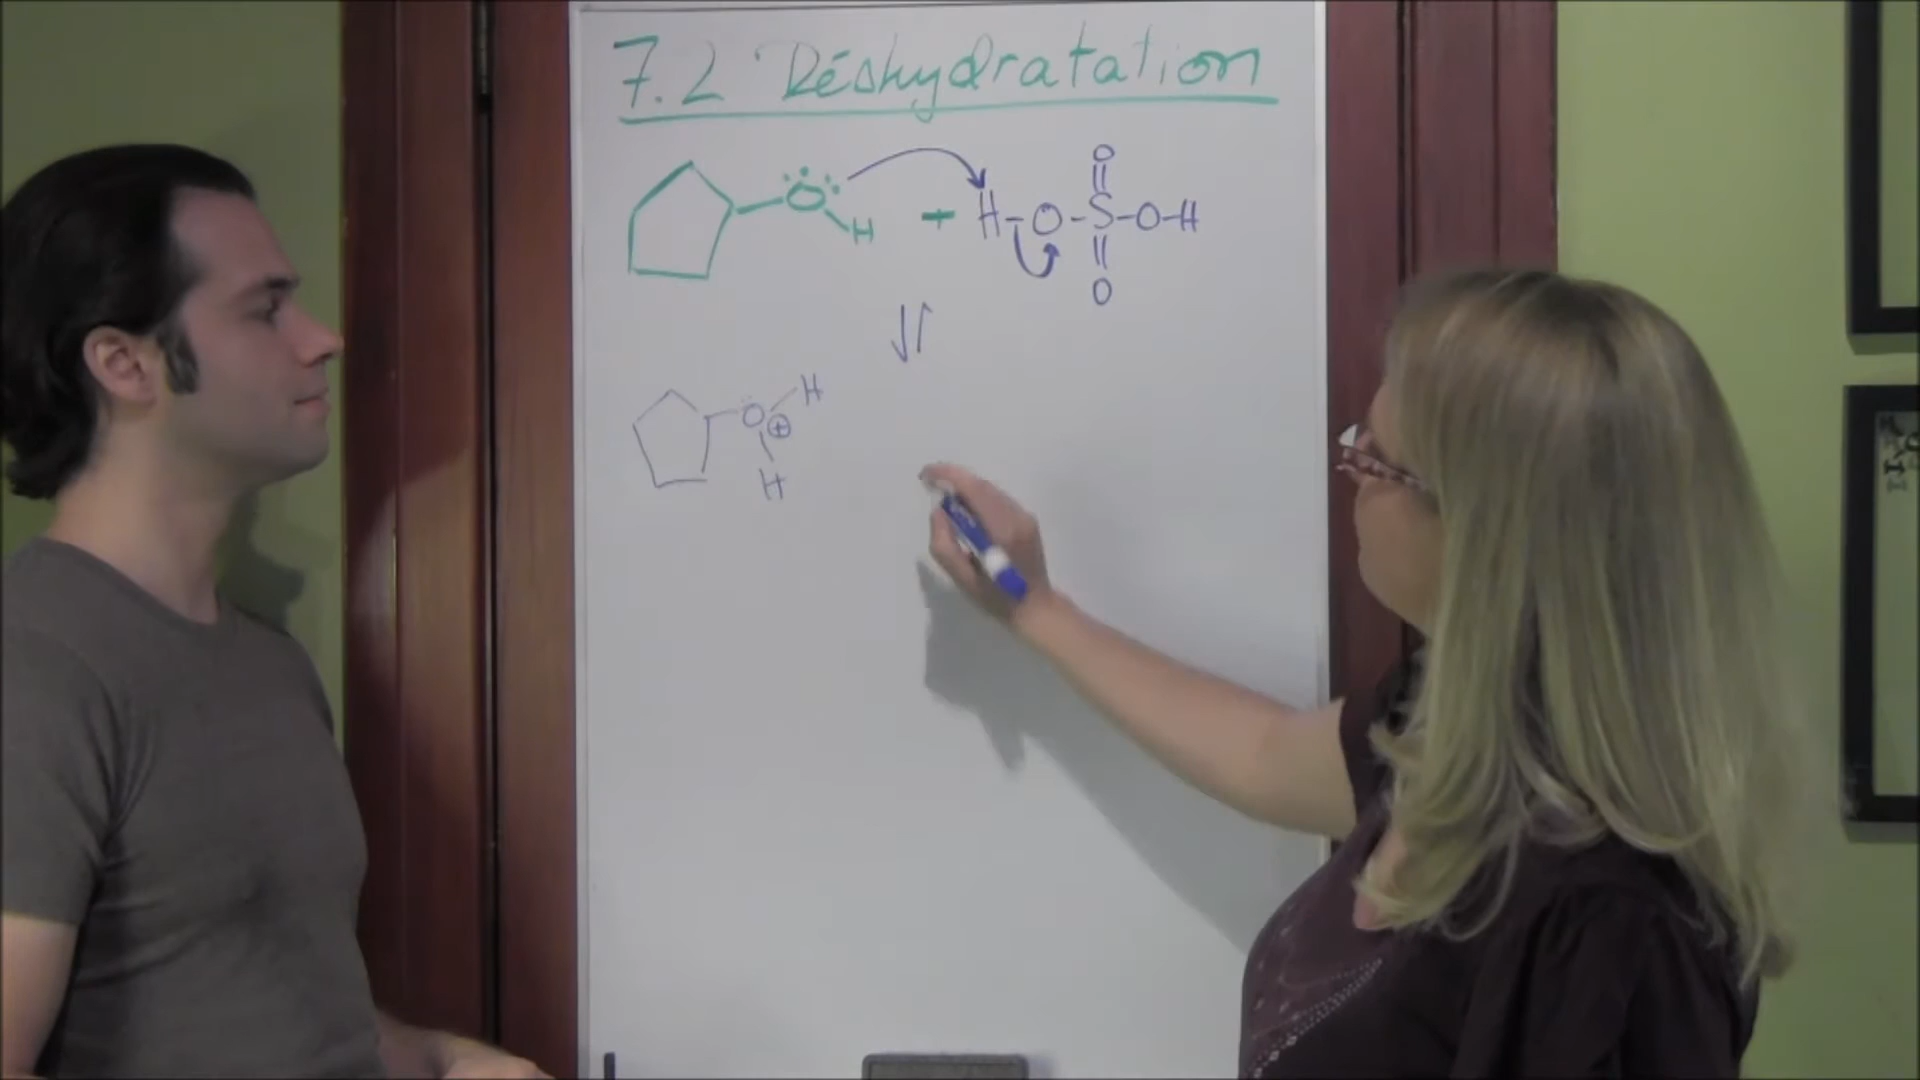 7.2 Déshydratation
O
O H + H-O-S-O-H
O
O H
⊕
H